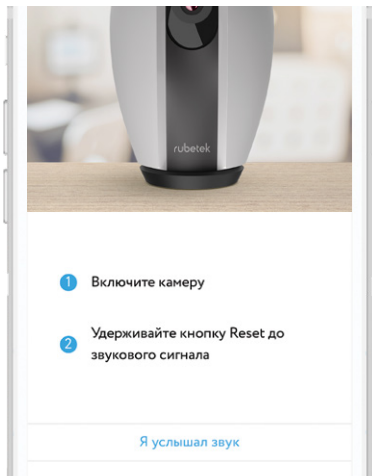 rubetek
1 Включите камеру
2 Удерживайте кнопку Reset до
звукового сигнала
Я услышал звук